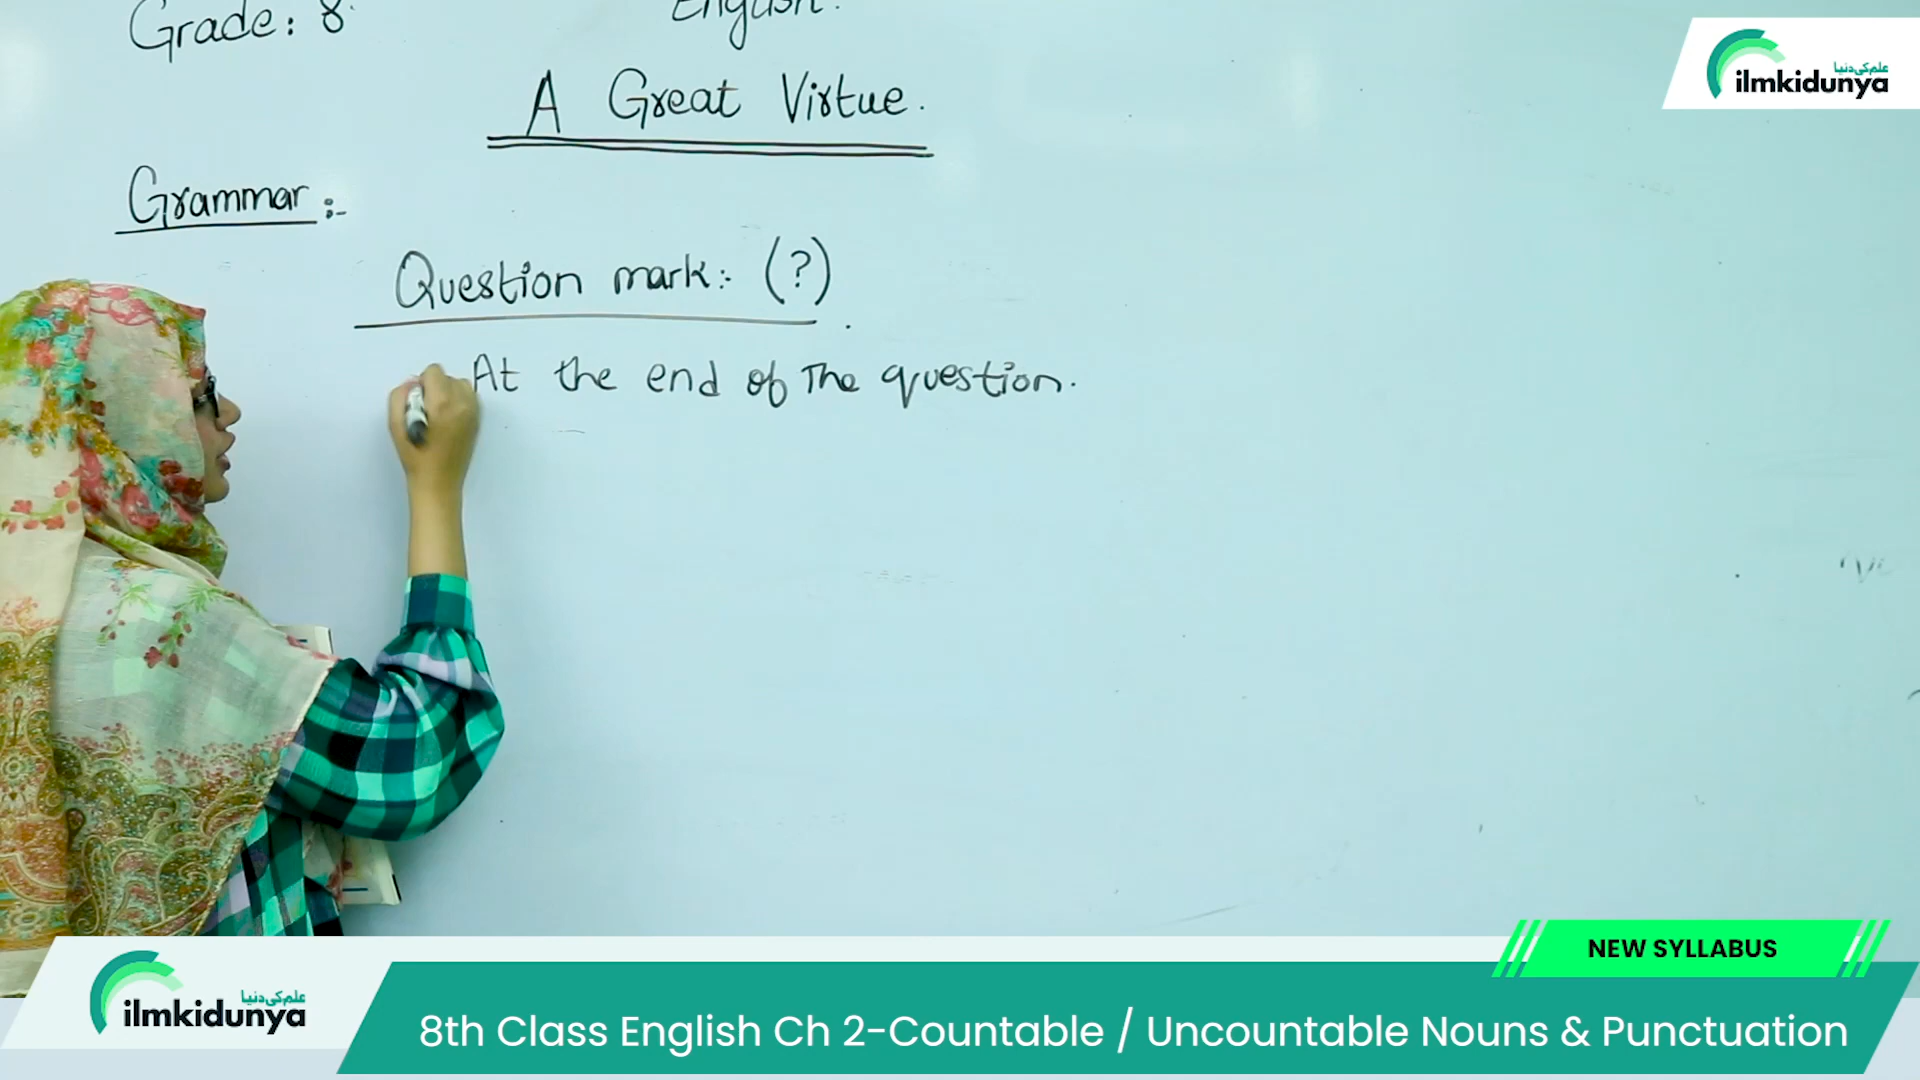 Grade: 8.
English.
A Great Virtue.
Grammar :-
Question mark:- (?)
At the end of The question.
علم کی دنیا
ilmkidunya
NEW SYLLABUS
علم کی دنیا
ilmkidunya
8th Class English Ch 2-Countable / Uncountable Nouns & Punctuation